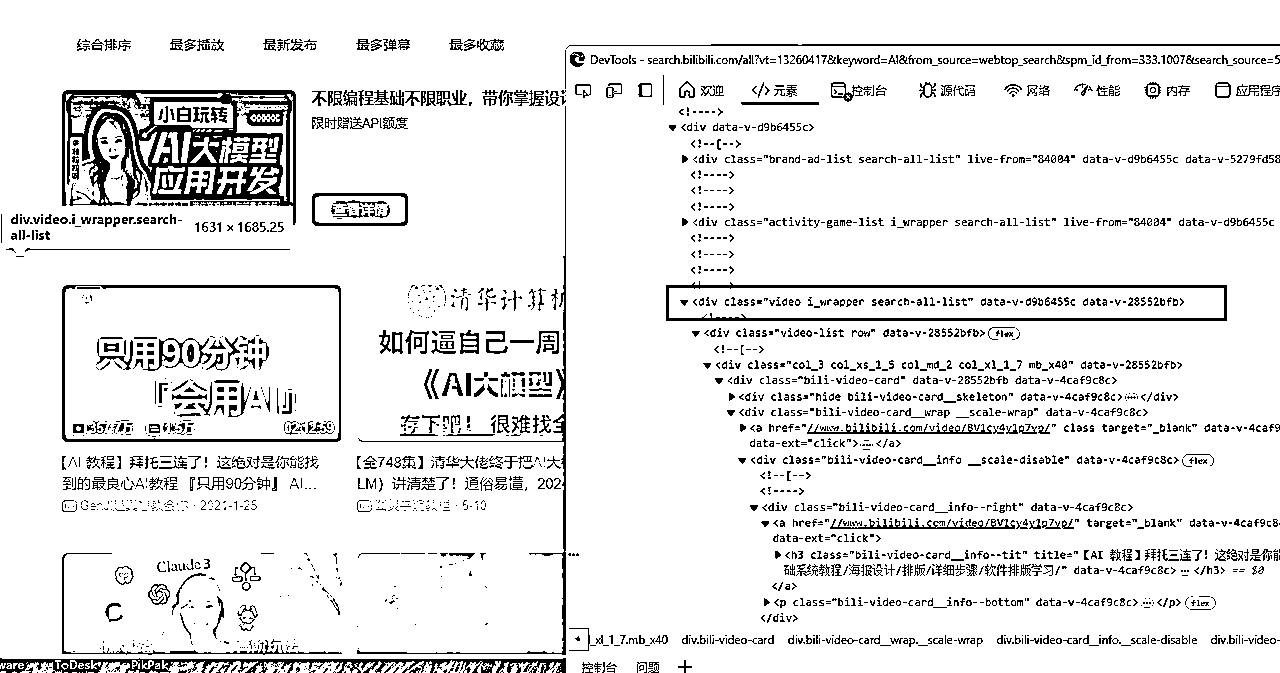 综合排序 最多播放 最新发布 最多弹幕 最多收藏
小白玩转
AI大模型
应用开发
不限编程基础不限职业，带你掌握设计
限时赠送API额度
查看详情
div.video.i_wrapper.search-all-list 1631 × 1685.25
只用90分钟
『会用AI』
02:12:59
【AI 教程】拜托三连了！这绝对是你能找
到的最良心AI教程 『只用90分钟』 AI...
2021-1-25
清华计算机
如何逼自己一周
《AI大模型》
存下吧！ 很难找全
【全748集】清华大佬终于把AI大模
LM）讲清楚了！通俗易懂，202
Claude 3
ware ToDesk PikPak
DevTools - search.bilibili.com/all?vt=13260417&keyword=AI&from_source=webtop_search&spm_id_from=333.1007&search_source=5
欢迎 </> 元素 控制台 源代码 网络 性能 内存 应用程序
<!---->
▼<div data-v-d9b6455c>
<!--[-->
▶<div class="brand-ad-list search-all-list" live-from="84004" data-v-d9b6455c data-v-5279fd58
<!---->
<!---->
<!---->
▶<div class="activity-game-list i_wrapper search-all-list" live-from="84004" data-v-d9b6455c
<!---->
<!---->
<!---->
▼<div class="video i_wrapper search-all-list" data-v-d9b6455c data-v-28552bfb>
<!---->
▼<div class="video-list row" data-v-28552bfb> flex
<!--[-->
▼<div class="col_3 col_xs_1_5 col_md_2 col_xl_1_7 mb_x40" data-v-28552bfb>
▼<div class="bili-video-card" data-v-28552bfb data-v-4caf9c8c>
▶<div class="hide bili-video-card__skeleton" data-v-4caf9c8c>…</div>
▼<div class="bili-video-card__wrap __scale-wrap" data-v-4caf9c8c>
▶<a href="//www.bilibili.com/video/BV1cy4y1p7vp/" class target="_blank" data-v-4caf9
data-ext="click">…</a>
▼<div class="bili-video-card__info __scale-disable" data-v-4caf9c8c> flex
<!--[-->
<!---->
▼<div class="bili-video-card__info--right" data-v-4caf9c8c>
▼<a href="//www.bilibili.com/video/BV1cy4y1p7vp/" target="_blank" data-v-4caf9c8
data-ext="click">
▶<h3 class="bili-video-card__info--tit" title="【AI 教程】拜托三连了！这绝对是你能
础系统教程/海报设计/排版/详细步骤/软件排版学习/" data-v-4caf9c8c>…</h3> == $0
</a>
▶<p class="bili-video-card__info--bottom" data-v-4caf9c8c>…</p> flex
</div>
_xl_1_7.mb_x40 div.bili-video-card div.bili-video-card__wrap.__scale-wrap div.bili-video-card__info.__scale-disable div.bili-video-
控制台 问题 +